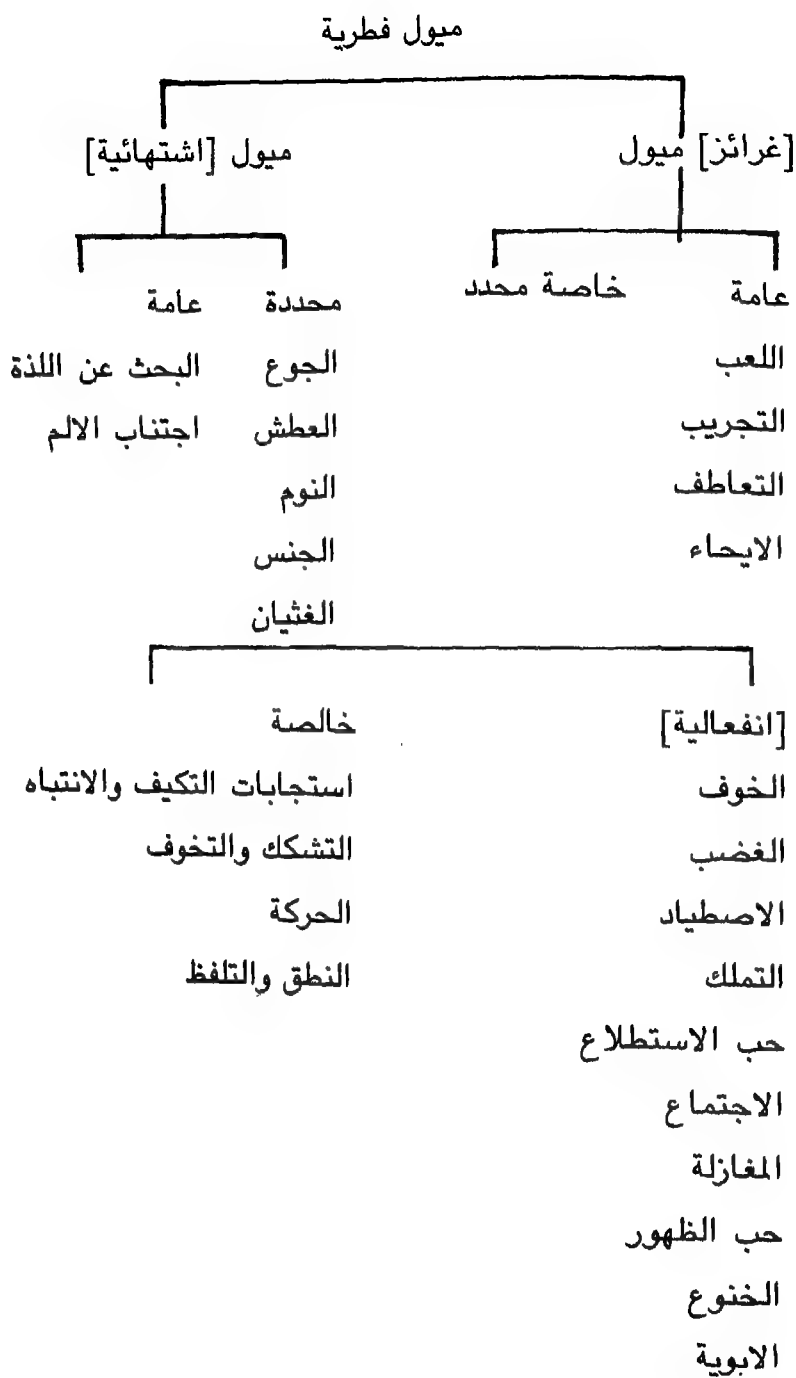 ميول فطرية
[غرائز] ميول
ميول [اشتهائية]
عامة
اللعب
التجريب
التعاطف
الايحاء
خاصة محدد
محددة
الجوع
العطش
النوم
الجنس
الغثيان
عامة
البحث عن اللذة
اجتناب الالم
[انفعالية]
الخوف
الغضب
الاصطياد
التملك
حب الاستطلاع
الاجتماع
المغازلة
حب الظهور
الخنوع
الابوية
خالصة
استجابات التكيف والانتباه
التشكك والتخوف
الحركة
النطق والتلفظ